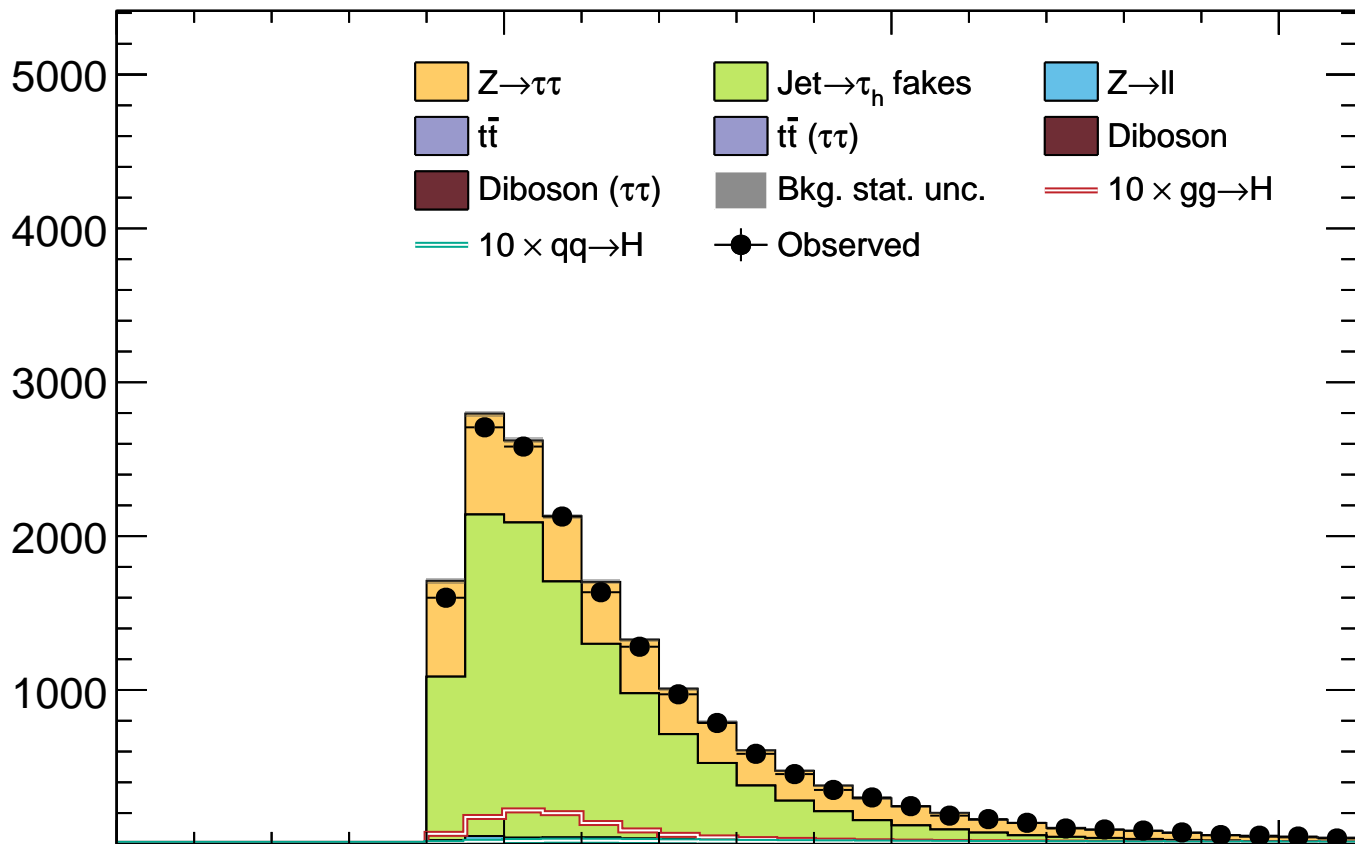 5000
4000
3000
2000
1000
Z→ττ Jet→τh fakes Z→ll
tt̄ tt̄ (ττ) Diboson
Diboson (ττ) Bkg. stat. unc. 10 × gg→H
10 × qq→H Observed